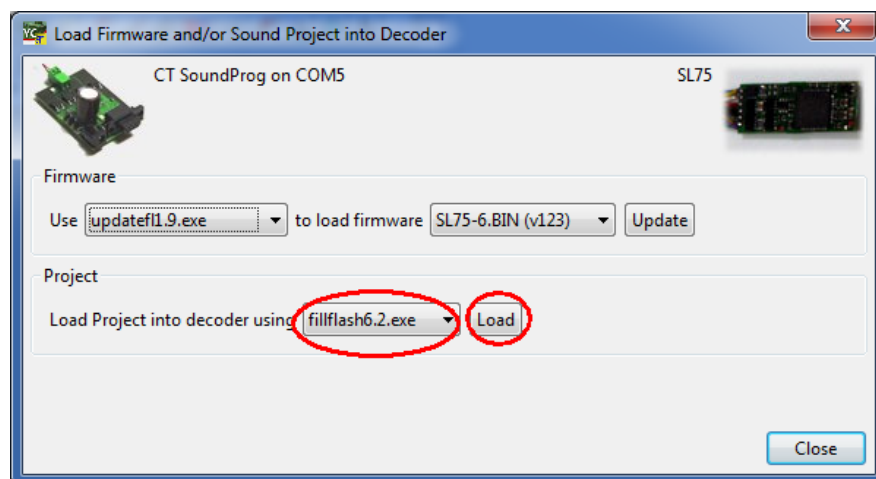 YC
Load Firmware and/or Sound Project into Decoder
CT SoundProg on COM5
SL75
Firmware
Use updatefl1.9.exe to load firmware SL75-6.BIN (v123) Update
Project
Load Project into decoder using fillflash6.2.exe Load
Close